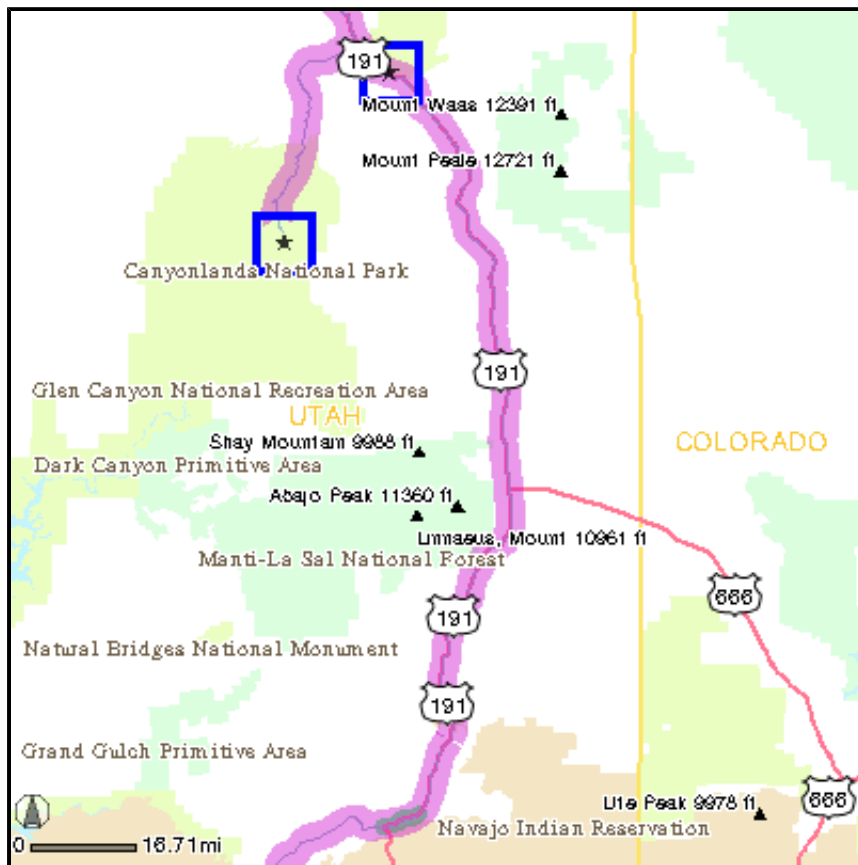 191
Mount Waas 12391 ft
Mount Peale 12721 ft
Canyonlands National Park
191
Glen Canyon National Recreation Area
UTAH
Shay Mountain 9988 ft
COLORADO
Dark Canyon Primitive Area
Abajo Peak 11360 ft
Linnaeus, Mount 10961 ft
Manti-La Sal National Forest
666
191
Natural Bridges National Monument
191
Grand Gulch Primitive Area
666
Ute Peak 9978 ft
Navajo Indian Reservation
0 16.71mi